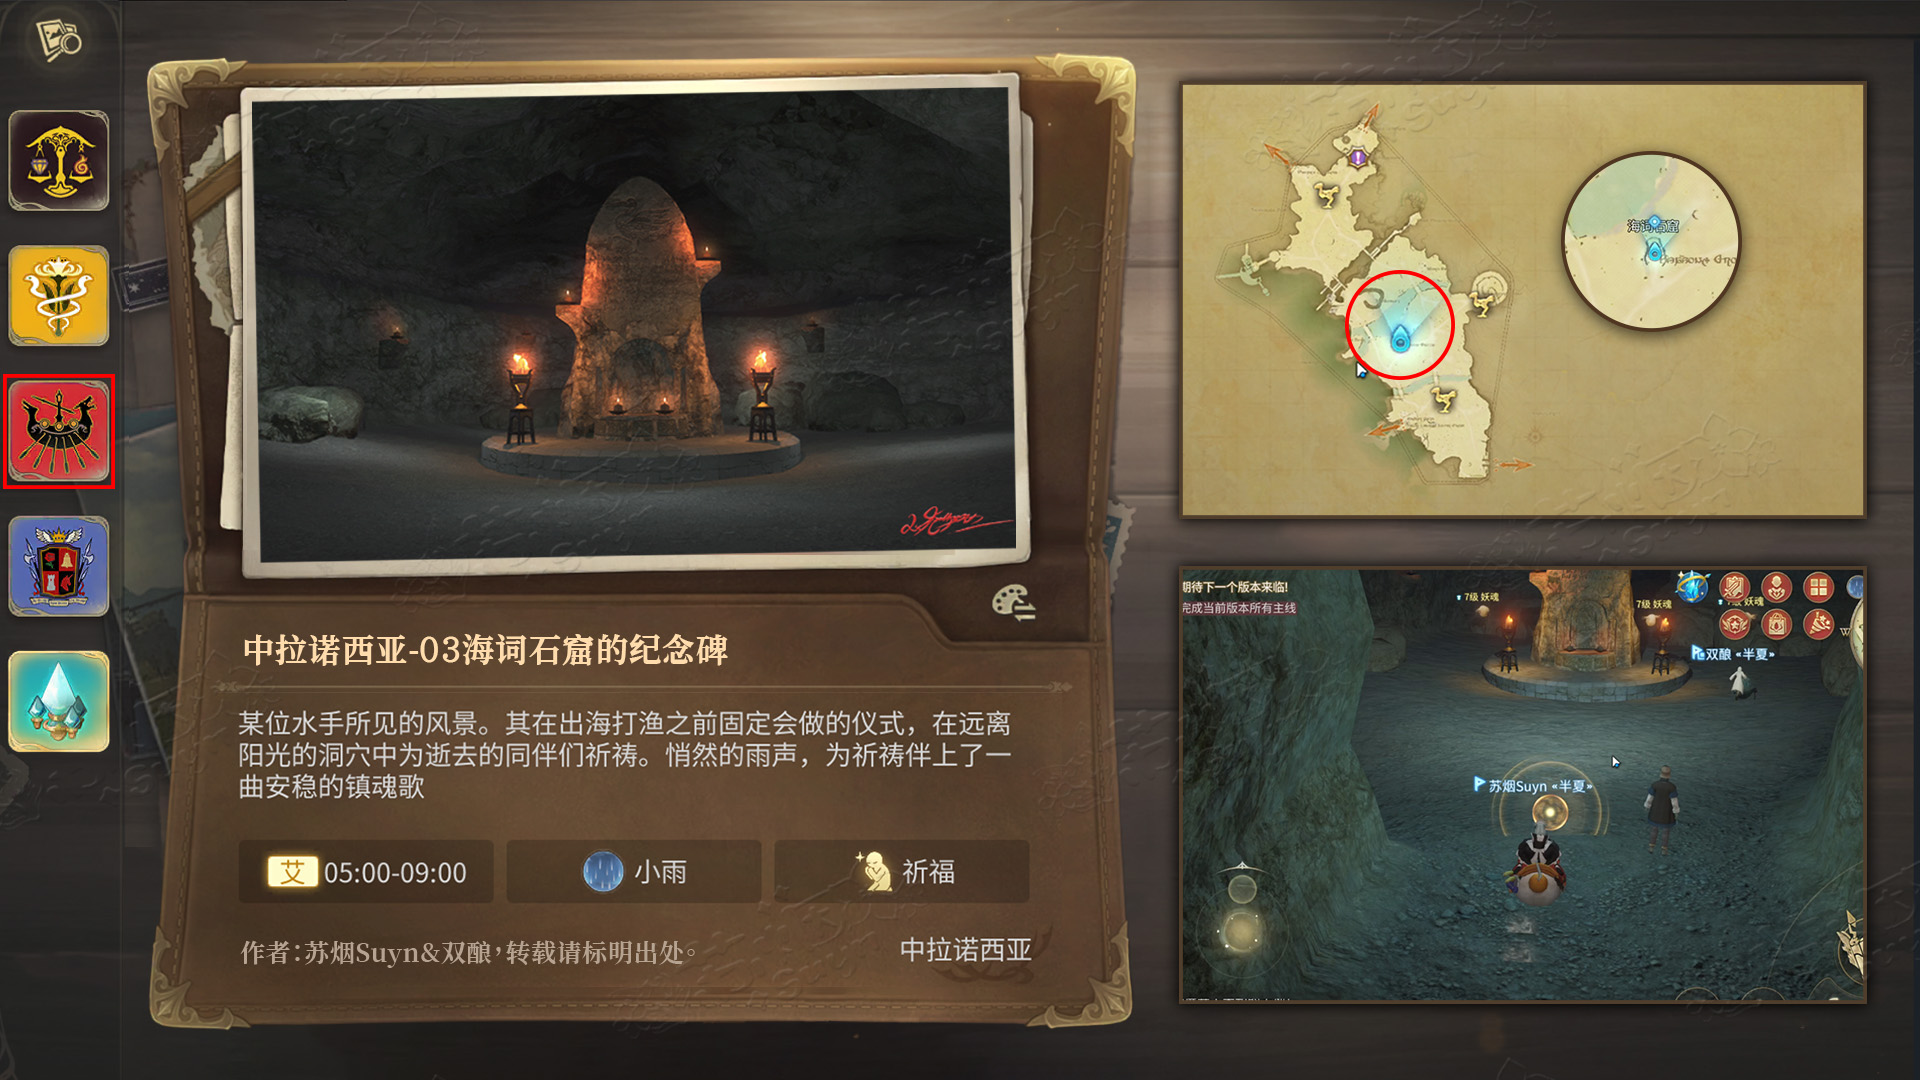 中拉诺西亚-03海词石窟的纪念碑
某位水手所见的风景。其在出海打渔之前固定会做的仪式，在远离
阳光的洞穴中为逝去的同伴们祈祷。悄然的雨声，为祈祷伴上了一
曲安稳的镇魂歌
艾 05:00-09:00
小雨
祈福
作者：苏烟Suyn&双酿，转载请标明出处。
中拉诺西亚
海词石窟
期待下一个版本来临！
完成当前版本所有主线
7级 妖魂
7级 妖魂
双酿 «半夏»
苏烟Suyn «半夏»